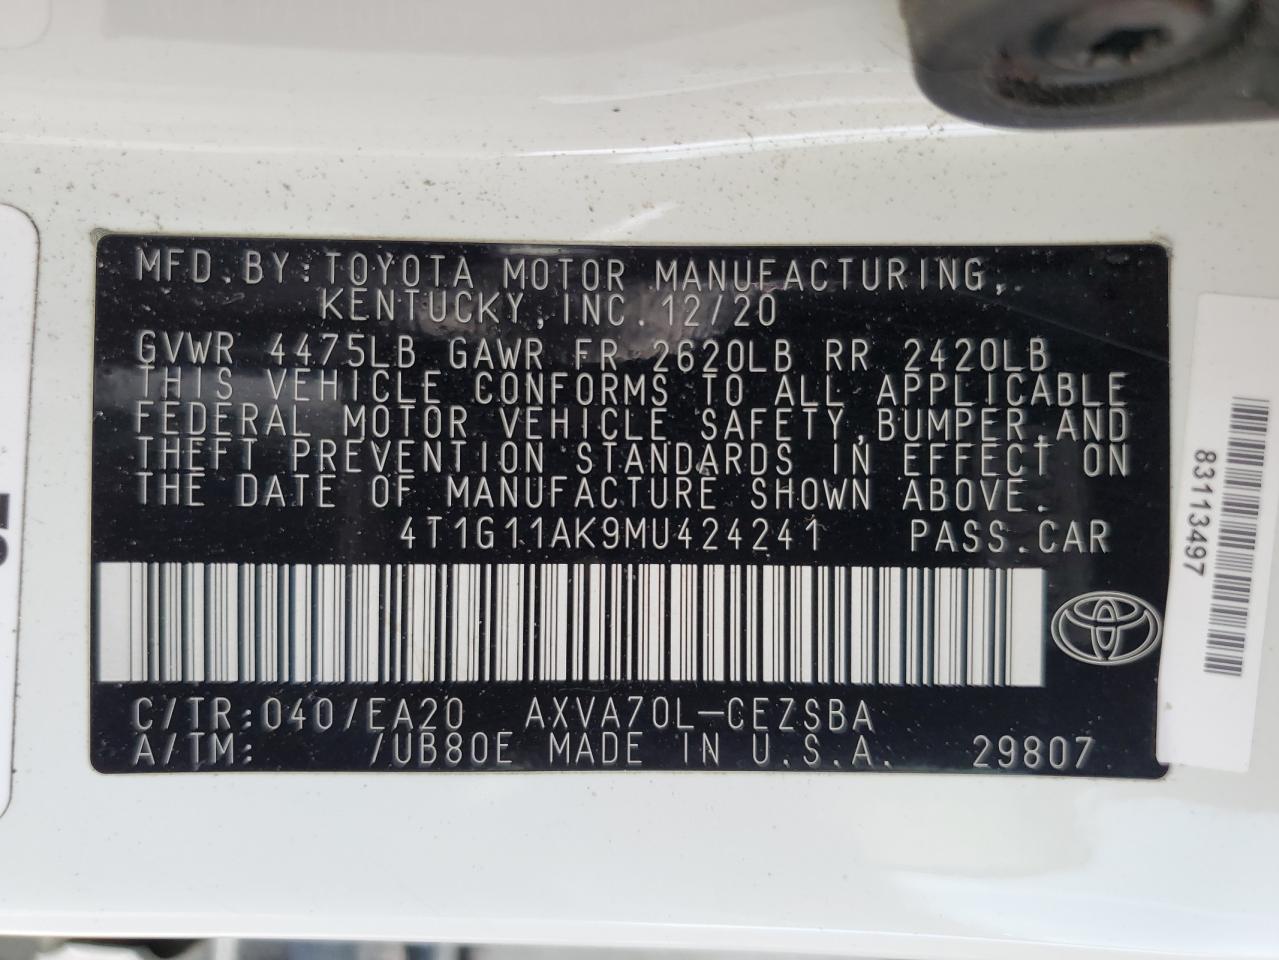 MFD.BY:TOYOTA MOTOR MANUFACTURING,
KENTUCKY,INC.12/20
GVWR 4475LB GAWR FR 2620LB RR 2420LB
THIS VEHICLE CONFORMS TO ALL APPLICABLE
FEDERAL MOTOR VEHICLE SAFETY,BUMPER,AND
THEFT PREVENTION STANDARDS IN EFFECT ON
THE DATE OF MANUFACTURE SHOWN ABOVE.
4T1G11AK9MU424241 PASS.CAR
C/TR:040/EA20 AXVA70L-CEZSBA
A/TM: /UB80E MADE IN U.S.A. 29807
83113497